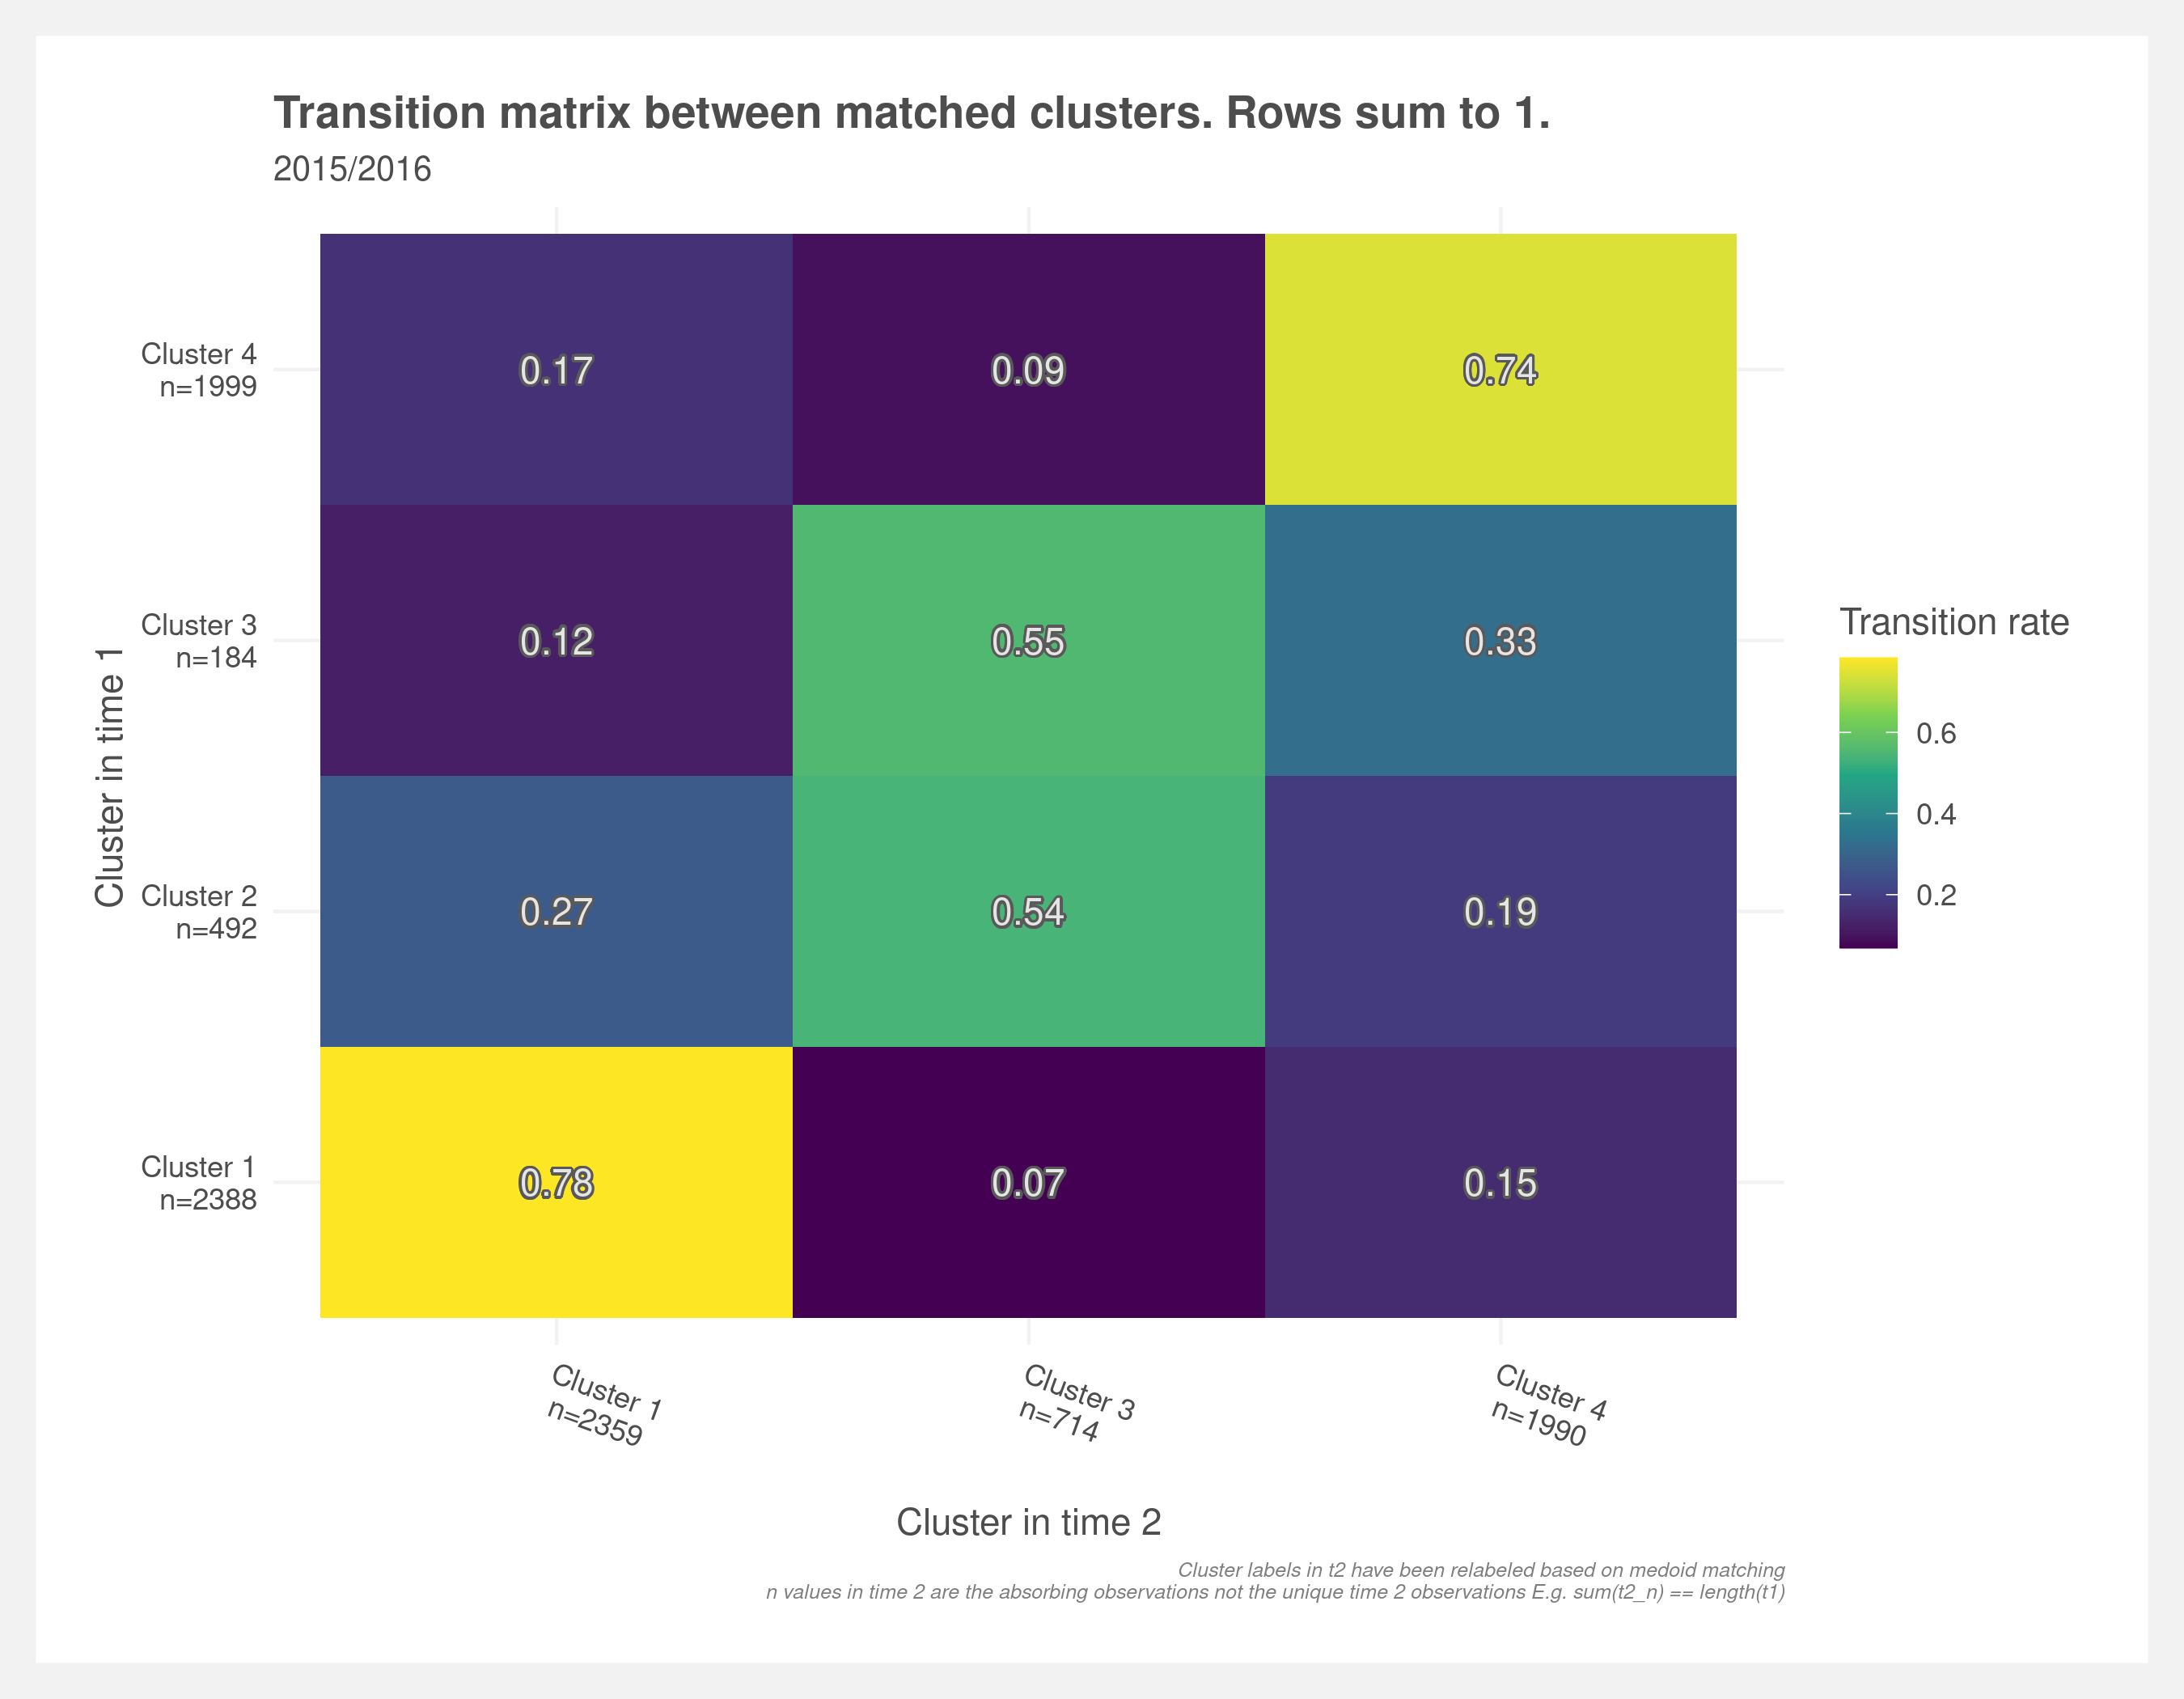 Transition matrix between matched clusters. Rows sum to 1.
2015/2016
Cluster in time 1
Cluster 4
n=1999
0.17 0.09 0.74
Cluster 3
n=184
0.12 0.55 0.33
Cluster 2
n=492
0.27 0.54 0.19
Cluster 1
n=2388
0.78 0.07 0.15
Cluster 1
n=2359
Cluster 3
n=714
Cluster 4
n=1990
Cluster in time 2
Transition rate
0.6
0.4
0.2
Cluster labels in t2 have been relabeled based on medoid matching
n values in time 2 are the absorbing observations not the unique time 2 observations E.g. sum(t2_n) == length(t1)